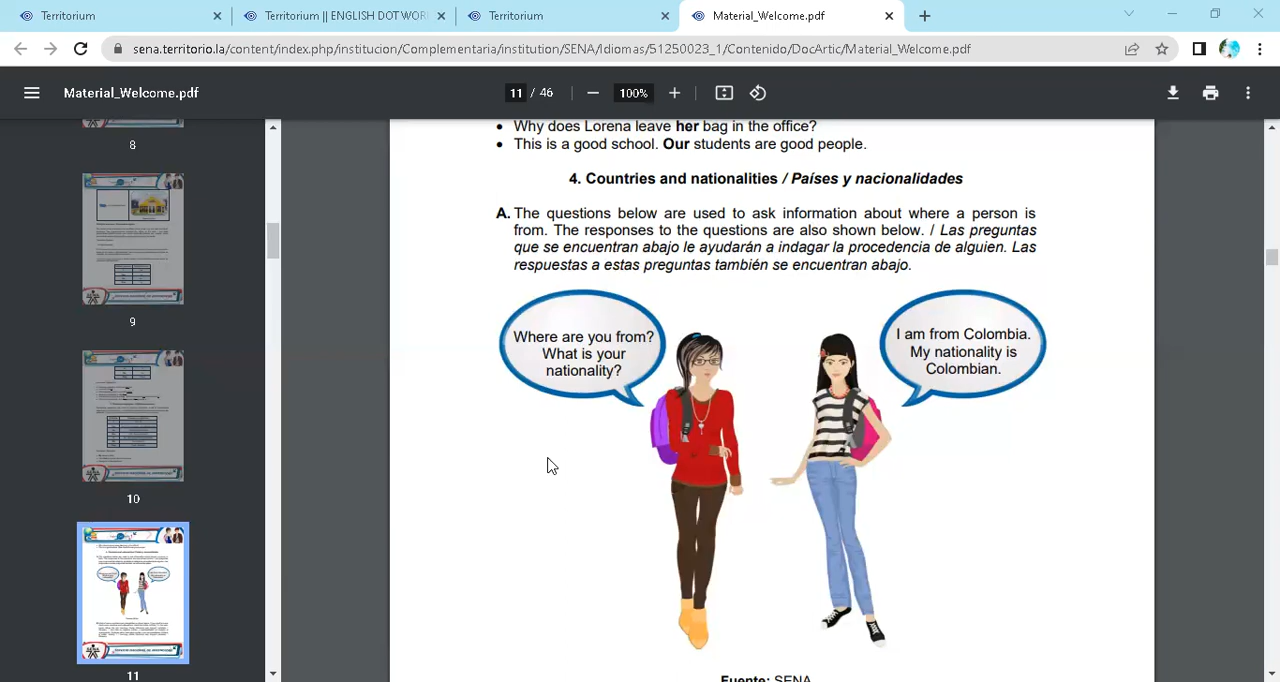 Territorium
Territorium || ENGLISH DOT WOR
Territorium
Material_Welcome.pdf
sena.territorio.la/content/index.php/institucion/Complementaria/institution/SENA/Idiomas/51250023_1/Contenido/DocArtic/Material_Welcome.pdf
Material_Welcome.pdf
11 / 46
100%
8
9
10
11
• Why does Lorena leave her bag in the office?
• This is a good school. Our students are good people.
4. Countries and nationalities / Países y nacionalidades
A. The questions below are used to ask information about where a person is
from. The responses to the questions are also shown below. / Las preguntas
que se encuentran abajo le ayudarán a indagar la procedencia de alguien. Las
respuestas a estas preguntas también se encuentran abajo.
Where are you from?
What is your
nationality?
I am from Colombia.
My nationality is
Colombian.
Fuente: SENA